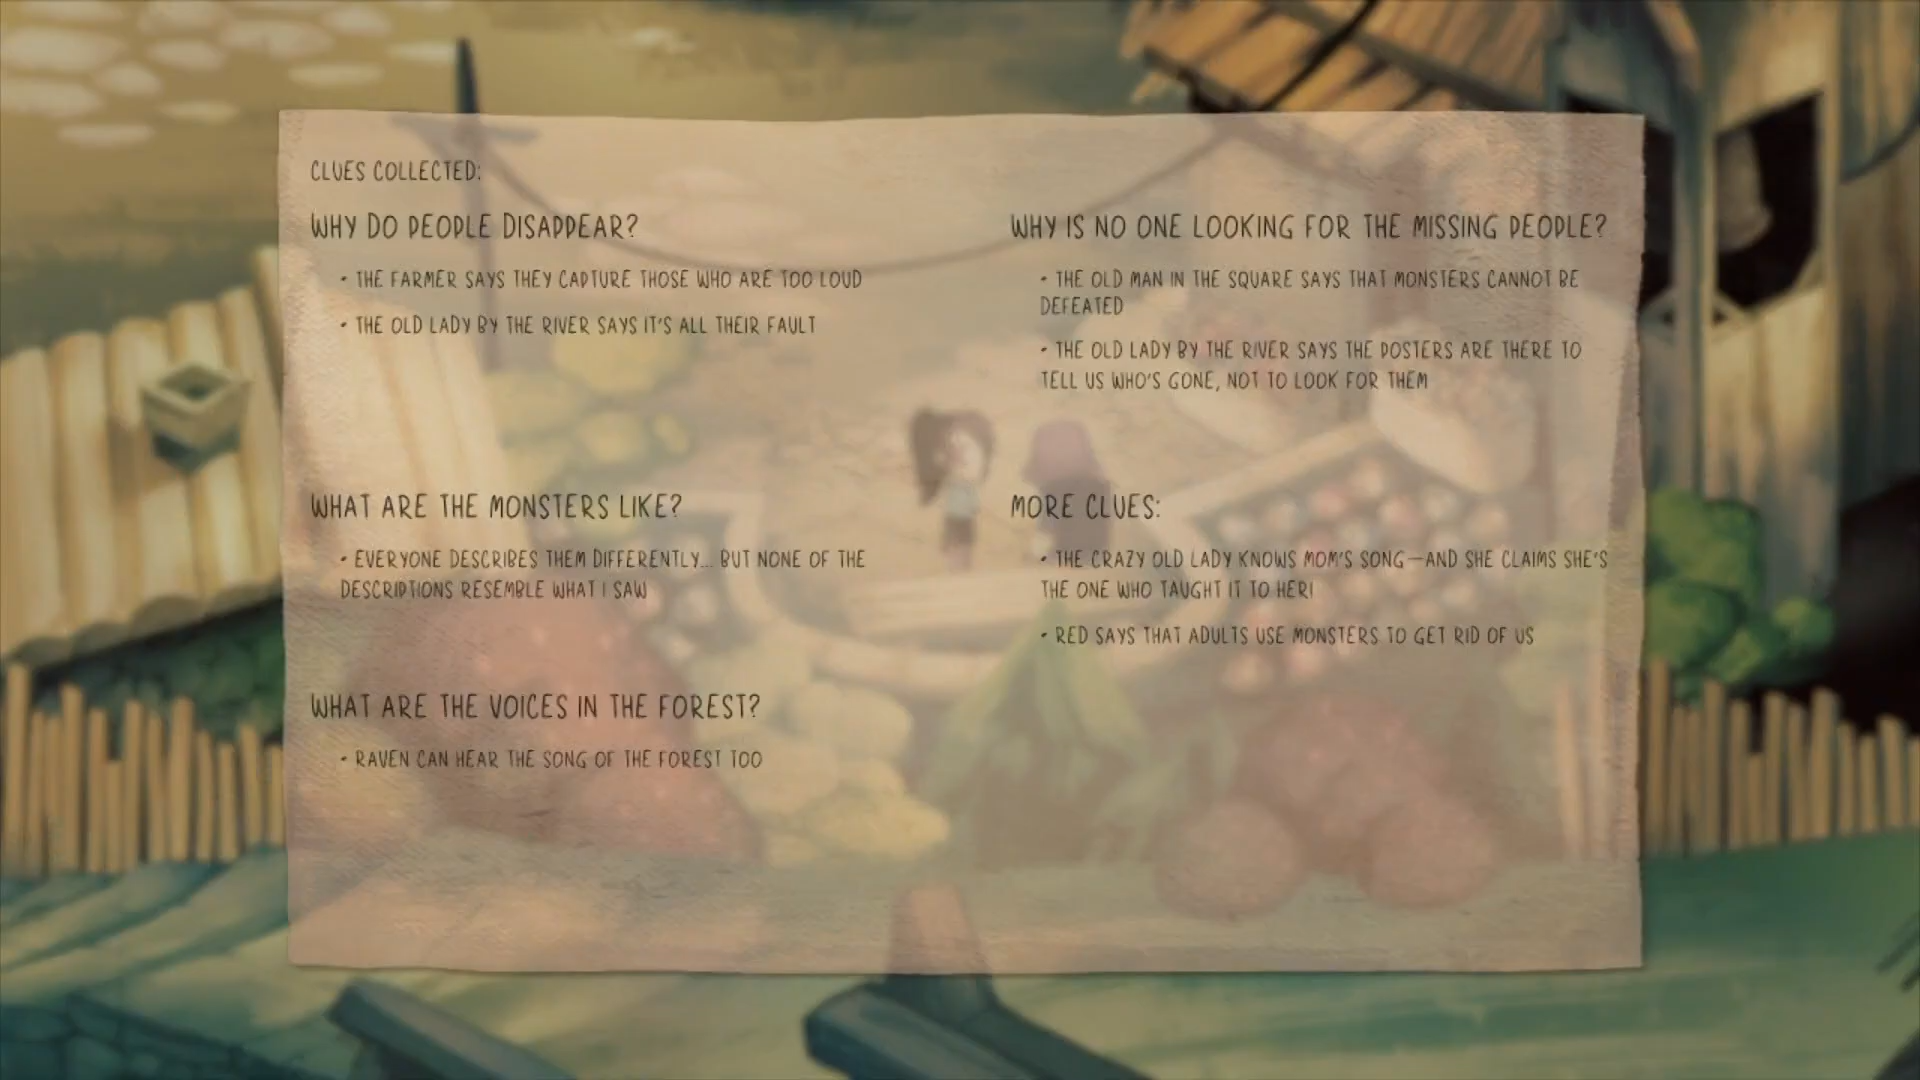 CLUES COLLECTED:
WHY DO PEOPLE DISAPPEAR?
- THE FARMER SAYS THEY CAPTURE THOSE WHO ARE TOO LOUD
- THE OLD LADY BY THE RIVER SAYS IT'S ALL THEIR FAULT
WHAT ARE THE MONSTERS LIKE?
- EVERYONE DESCRIBES THEM DIFFERENTLY... BUT NONE OF THE
DESCRIPTIONS RESEMBLE WHAT I SAW
WHAT ARE THE VOICES IN THE FOREST?
- RAVEN CAN HEAR THE SONG OF THE FOREST TOO
WHY IS NO ONE LOOKING FOR THE MISSING PEOPLE?
- THE OLD MAN IN THE SQUARE SAYS THAT MONSTERS CANNOT BE
DEFEATED
- THE OLD LADY BY THE RIVER SAYS THE POSTERS ARE THERE TO
TELL US WHO'S GONE, NOT TO LOOK FOR THEM
MORE CLUES:
- THE CRAZY OLD LADY KNOWS MOM'S SONG—AND SHE CLAIMS SHE'S
THE ONE WHO TAUGHT IT TO HER!
- RED SAYS THAT ADULTS USE MONSTERS TO GET RID OF US